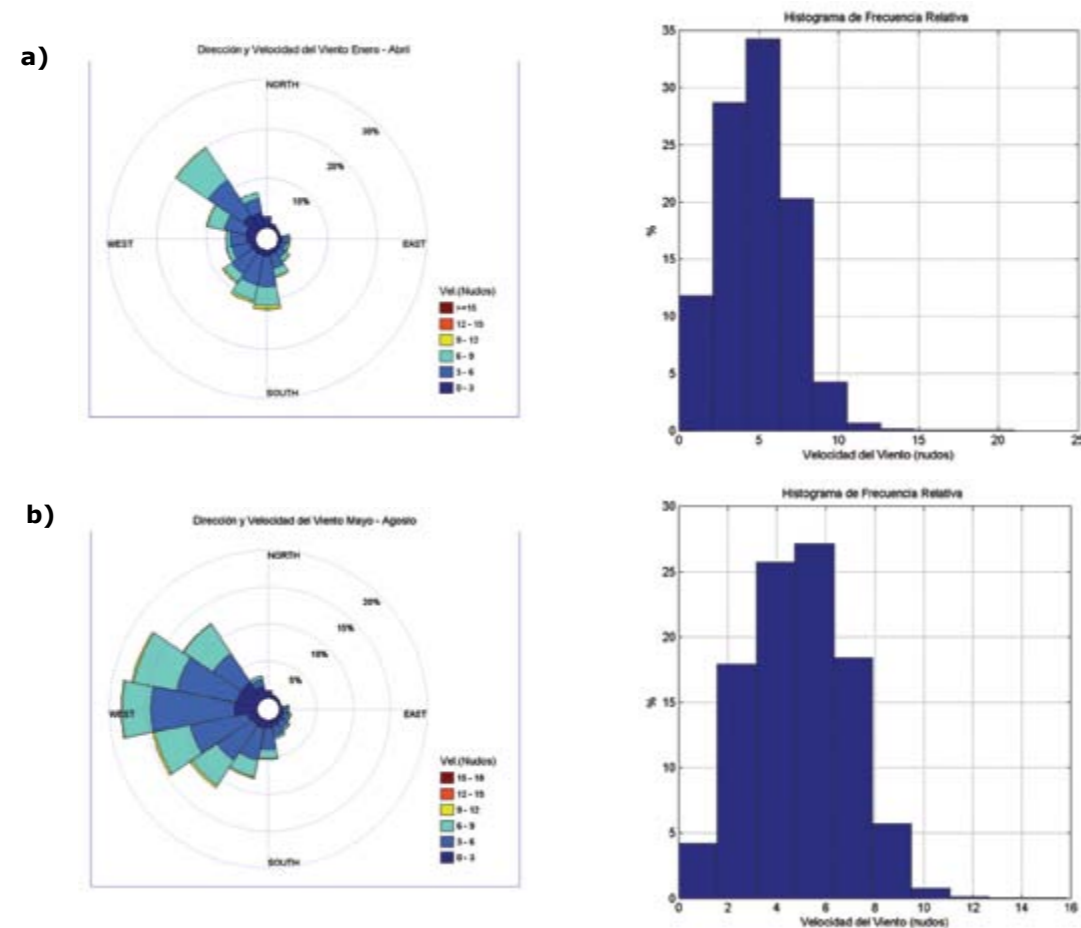 a)
Dirección y Velocidad del Viento Enero - Abril
NORTH
30%
20%
10%
WEST
EAST
SOUTH
Vel.(Nudos)
>=15
12 - 15
9 - 12
6 - 9
3 - 6
0 - 3
Histograma de Frecuencia Relativa
35
30
25
20
15
10
5
0
%
0 5 10 15 20 25
Velocidad del Viento (nudos)
b)
Dirección y Velocidad del Viento Mayo - Agosto
NORTH
20%
15%
10%
5%
WEST
EAST
SOUTH
Vel.(Nudos)
15 - 18
12 - 15
9 - 12
6 - 9
3 - 6
0 - 3
Histograma de Frecuencia Relativa
30
25
20
15
10
5
0
%
0 2 4 6 8 10 12 14 16
Velocidad del Viento (nudos)